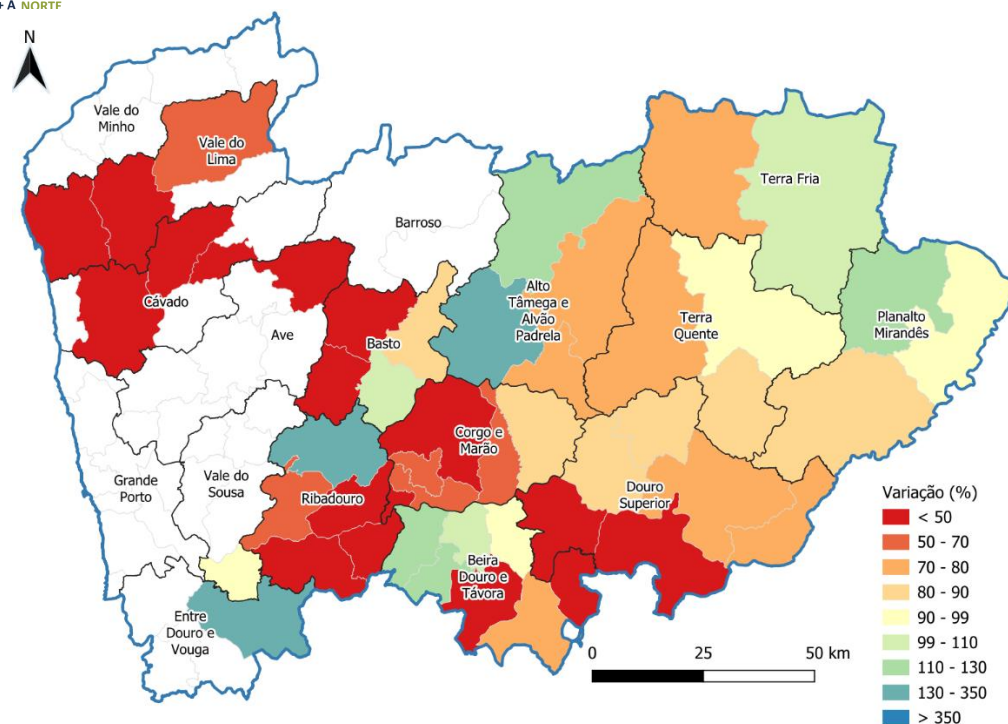 + A NORTE
N
Vale do
Minho
Vale do
Lima
Terra Fria
Barroso
Cávado
Alto
Tâmega e
Alvão
Padrela
Terra
Quente
Planalto
Mirandês
Ave
Basto
Corgo e
Marão
Grande
Porto
Vale do
Sousa
Ribadouro
Douro
Superior
Beira
Douro e
Távora
Entre
Douro e
Vouga
0 25 50 km
Variação (%)
< 50
50 - 70
70 - 80
80 - 90
90 - 99
99 - 110
110 - 130
130 - 350
> 350